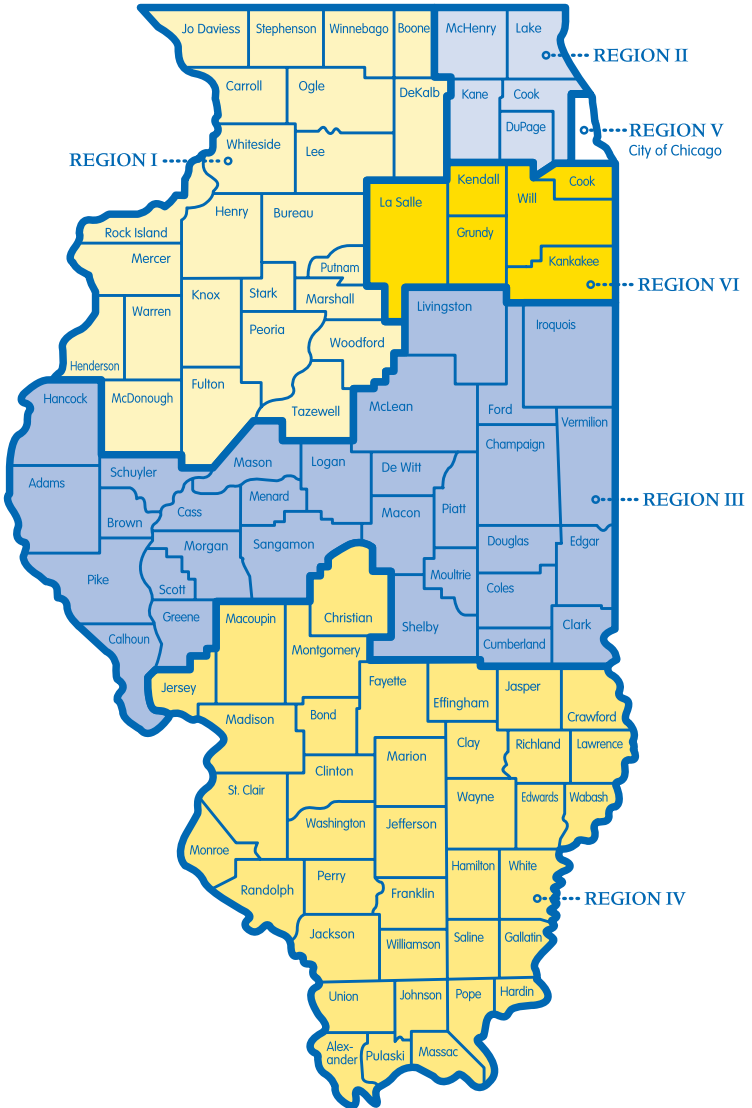 Jo Daviess
Stephenson
Winnebago
Boone
McHenry
Lake
REGION II
Carroll
Ogle
DeKalb
Kane
Cook
DuPage
REGION V
City of Chicago
REGION I
Whiteside
Lee
Kendall
Will
Cook
La Salle
Henry
Bureau
Rock Island
Grundy
Mercer
Putnam
Kankakee
REGION VI
Knox
Stark
Marshall
Livingston
Warren
Peoria
Iroquois
Woodford
Henderson
Fulton
Hancock
McDonough
McLean
Tazewell
Ford
Vermilion
Champaign
Mason
Logan
De Witt
Schuyler
Adams
Menard
REGION III
Cass
Macon
Piatt
Brown
Morgan
Sangamon
Douglas
Edgar
Pike
Moultrie
Scott
Coles
Greene
Macoupin
Christian
Shelby
Clark
Calhoun
Cumberland
Montgomery
Jersey
Fayette
Jasper
Effingham
Madison
Bond
Crawford
Marion
Clay
Richland
Lawrence
Clinton
St. Clair
Wayne
Edwards
Wabash
Washington
Jefferson
Monroe
Hamilton
White
Perry
Randolph
Franklin
REGION IV
Jackson
Williamson
Saline
Gallatin
Union
Johnson
Pope
Hardin
Alex-
ander
Pulaski
Massac